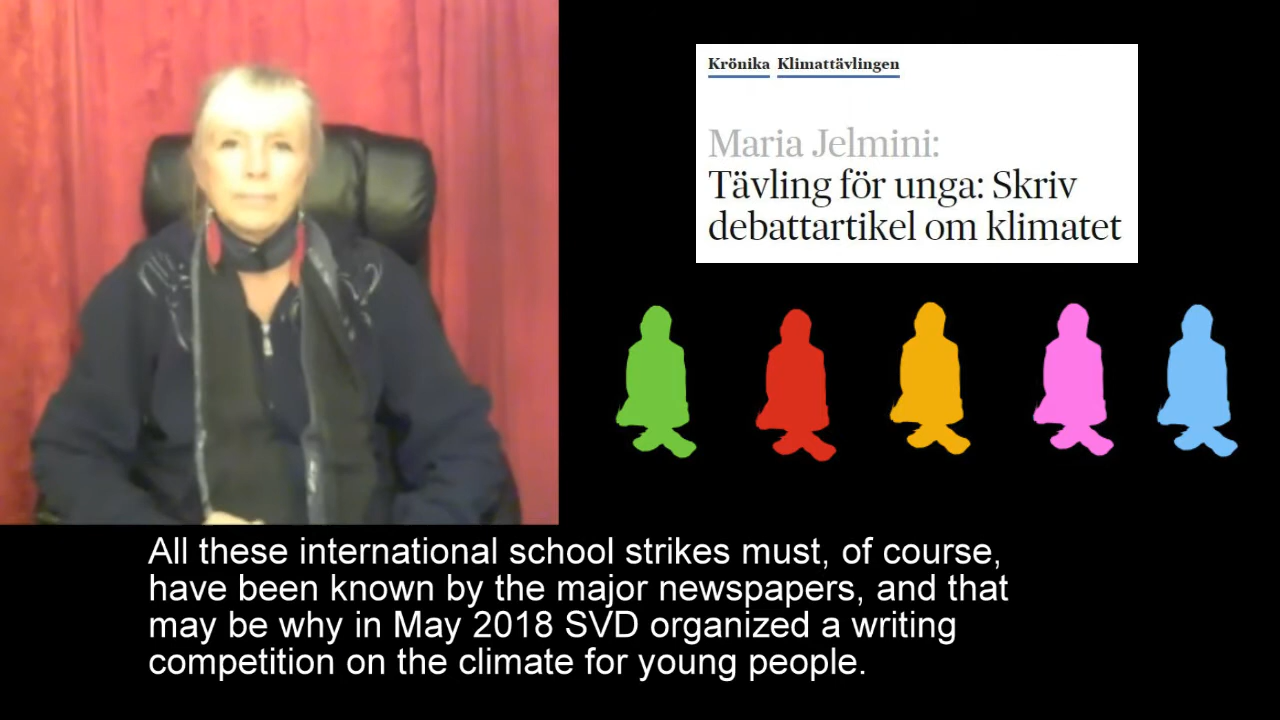 Krönika Klimattävlingen
Maria Jelmini:
Tävling för unga: Skriv
debattartikel om klimatet
All these international school strikes must, of course,
have been known by the major newspapers, and that
may be why in May 2018 SVD organized a writing
competition on the climate for young people.